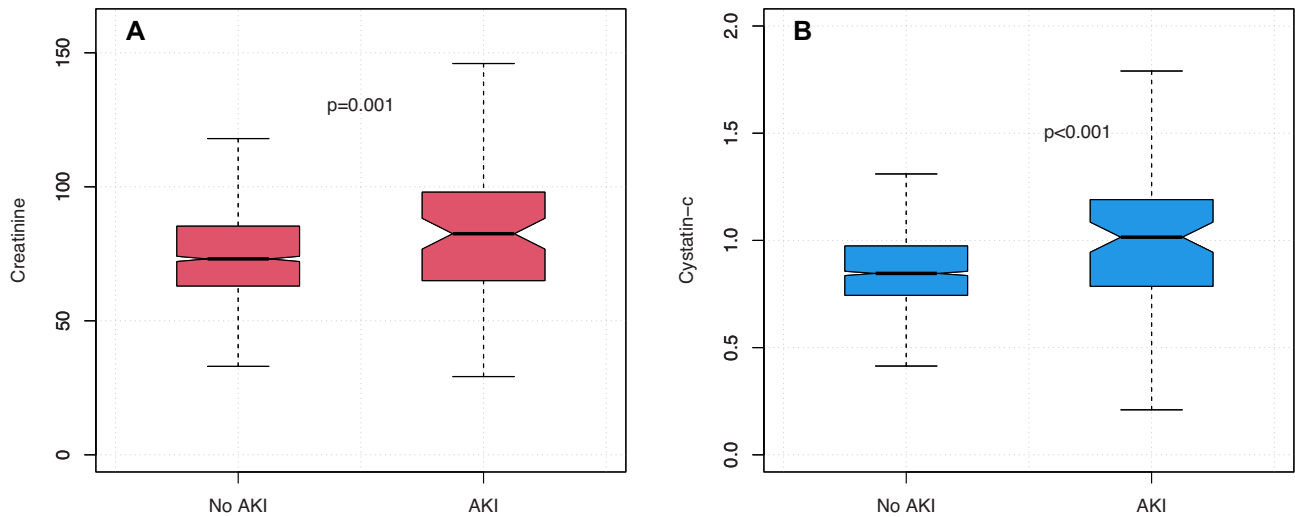 A
Creatinine
150
100
50
0
p=0.001
No AKI
AKI
B
Cystatin−c
2.0
1.5
1.0
0.5
0.0
p<0.001
No AKI
AKI